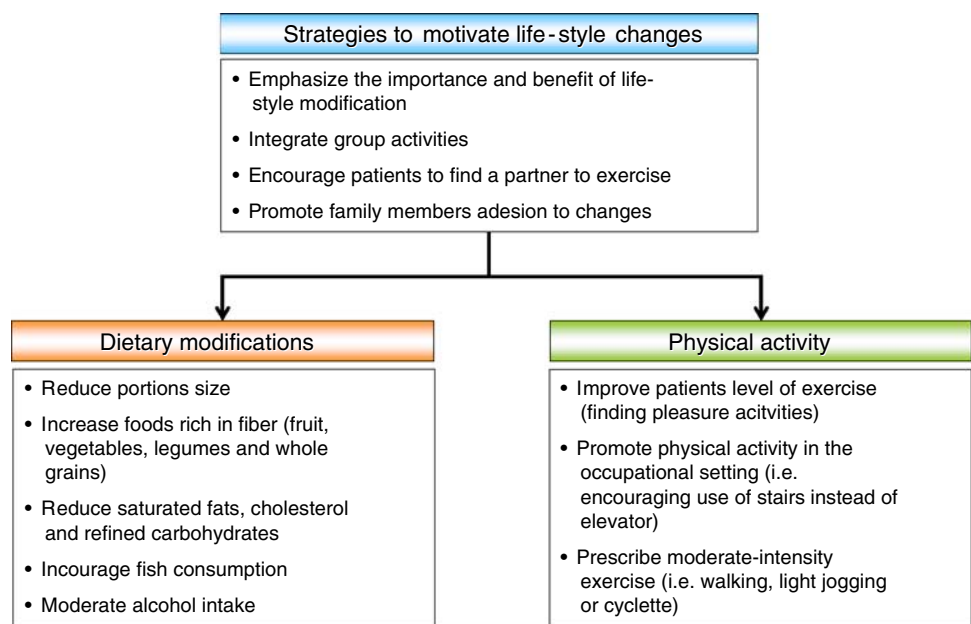 Strategies to motivate life-style changes
• Emphasize the importance and benefit of life-
style modification
• Integrate group activities
• Encourage patients to find a partner to exercise
• Promote family members adesion to changes
Dietary modifications
• Reduce portions size
• Increase foods rich in fiber (fruit,
vegetables, legumes and whole
grains)
• Reduce saturated fats, cholesterol
and refined carbohydrates
• Incourage fish consumption
• Moderate alcohol intake
Physical activity
• Improve patients level of exercise
(finding pleasure acitvities)
• Promote physical activity in the
occupational setting (i.e.
encouraging use of stairs instead of
elevator)
• Prescribe moderate-intensity
exercise (i.e. walking, light jogging
or cyclette)